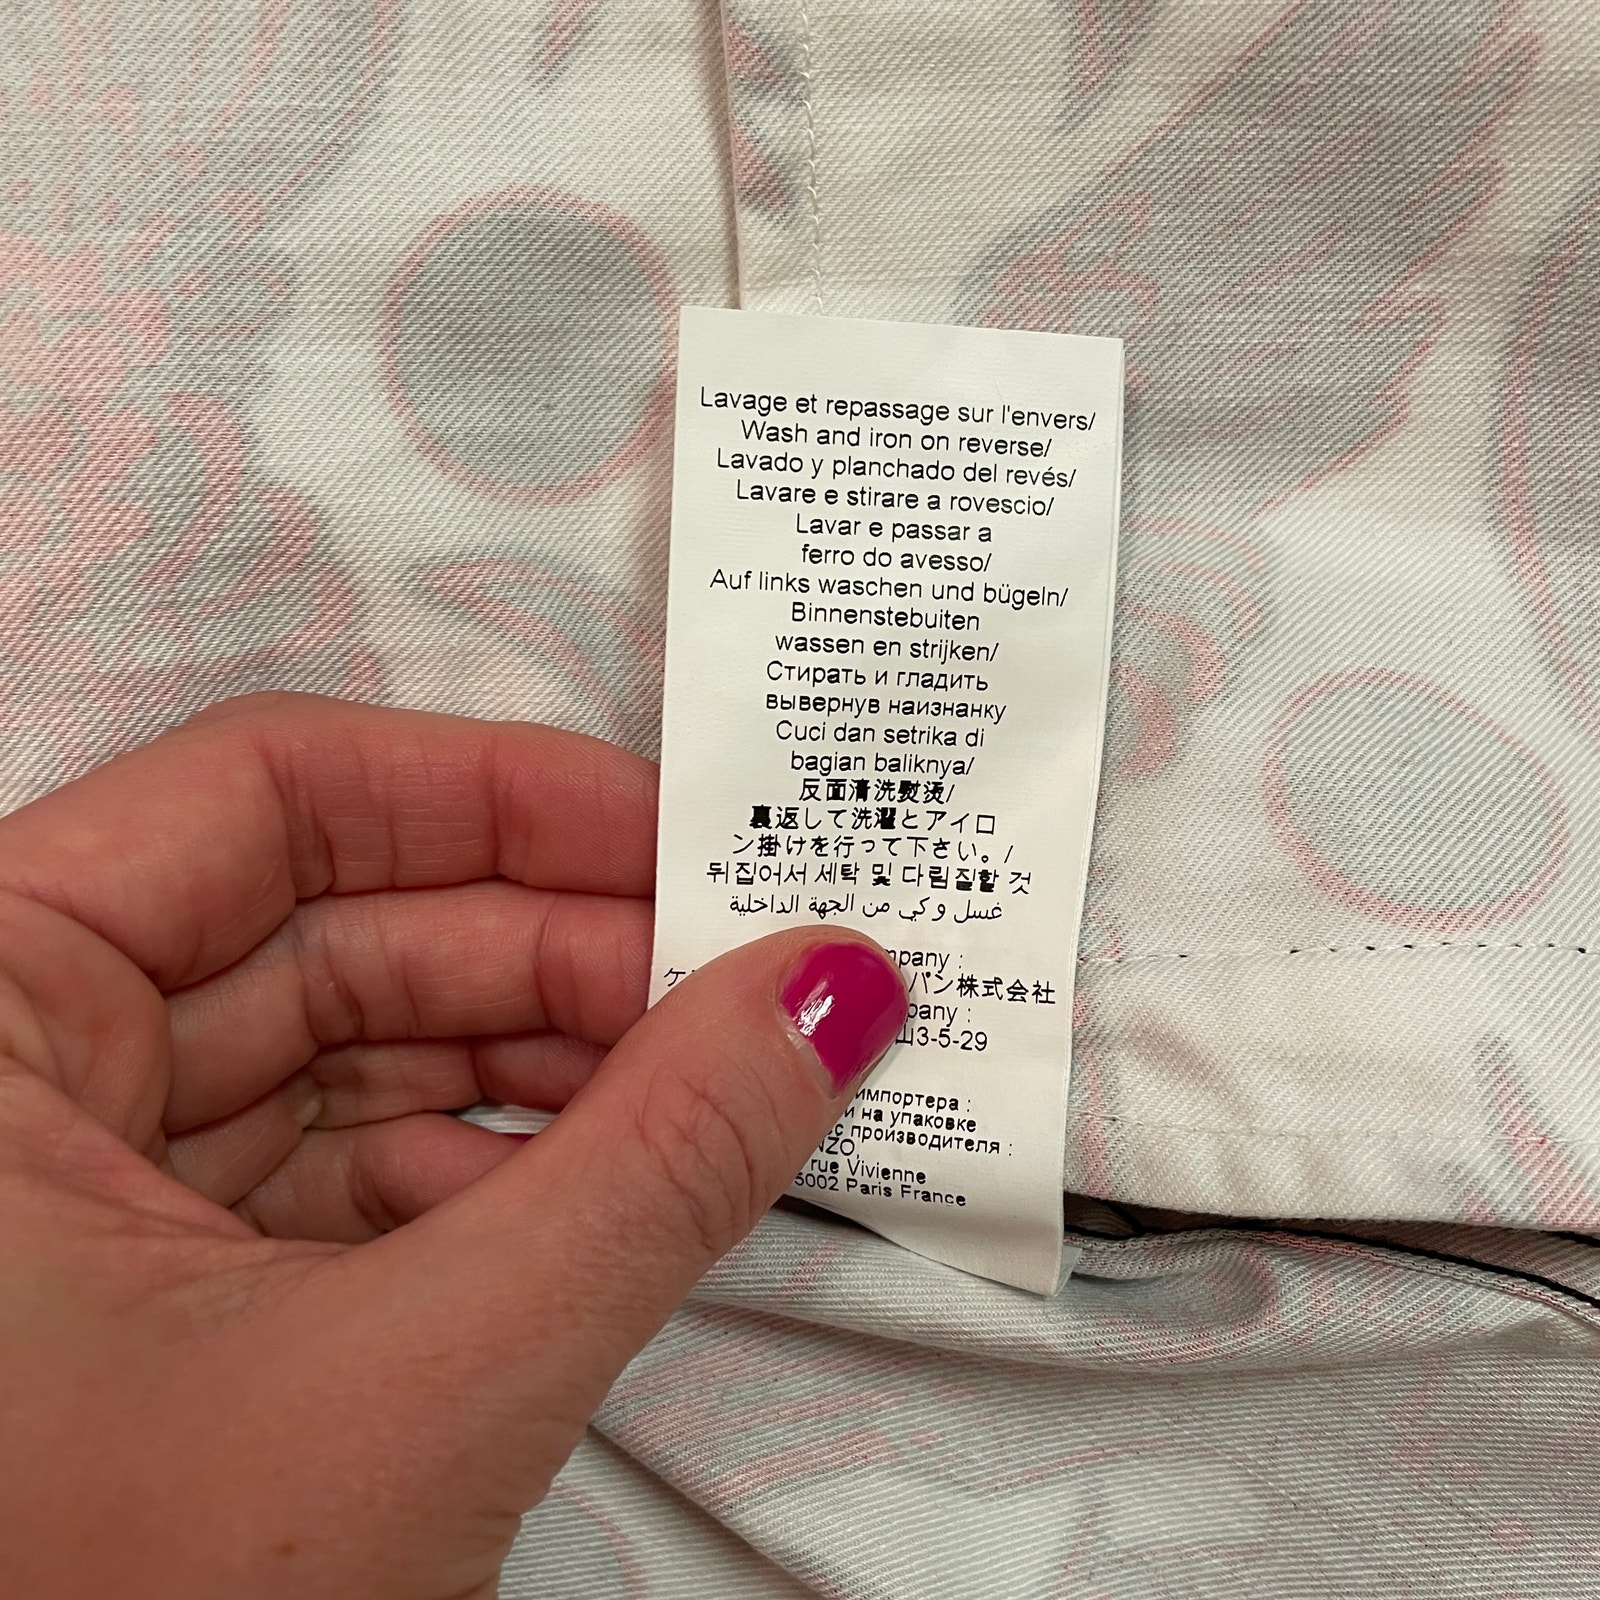 Lavage et repassage sur l'envers/
Wash and iron on reverse/
Lavado y planchado del revés/
Lavare e stirare a rovescio/
Lavar e passar a
ferro do avesso/
Auf links waschen und bügeln/
Binnenstebuiten
wassen en strijken/
Стирать и гладить
вывернув наизнанку
Cuci dan setrika di
bagian baliknya/
反面清洗熨烫/
裏返して洗濯とアイロ
ン掛けを行って下さい。/
뒤집어서 세탁 및 다림질할 것
غسل و كي من الجهة الداخلية
:
株式会社
:
3-5-29
импортера :
на упаковке
производителя :
rue Vivienne
Paris France